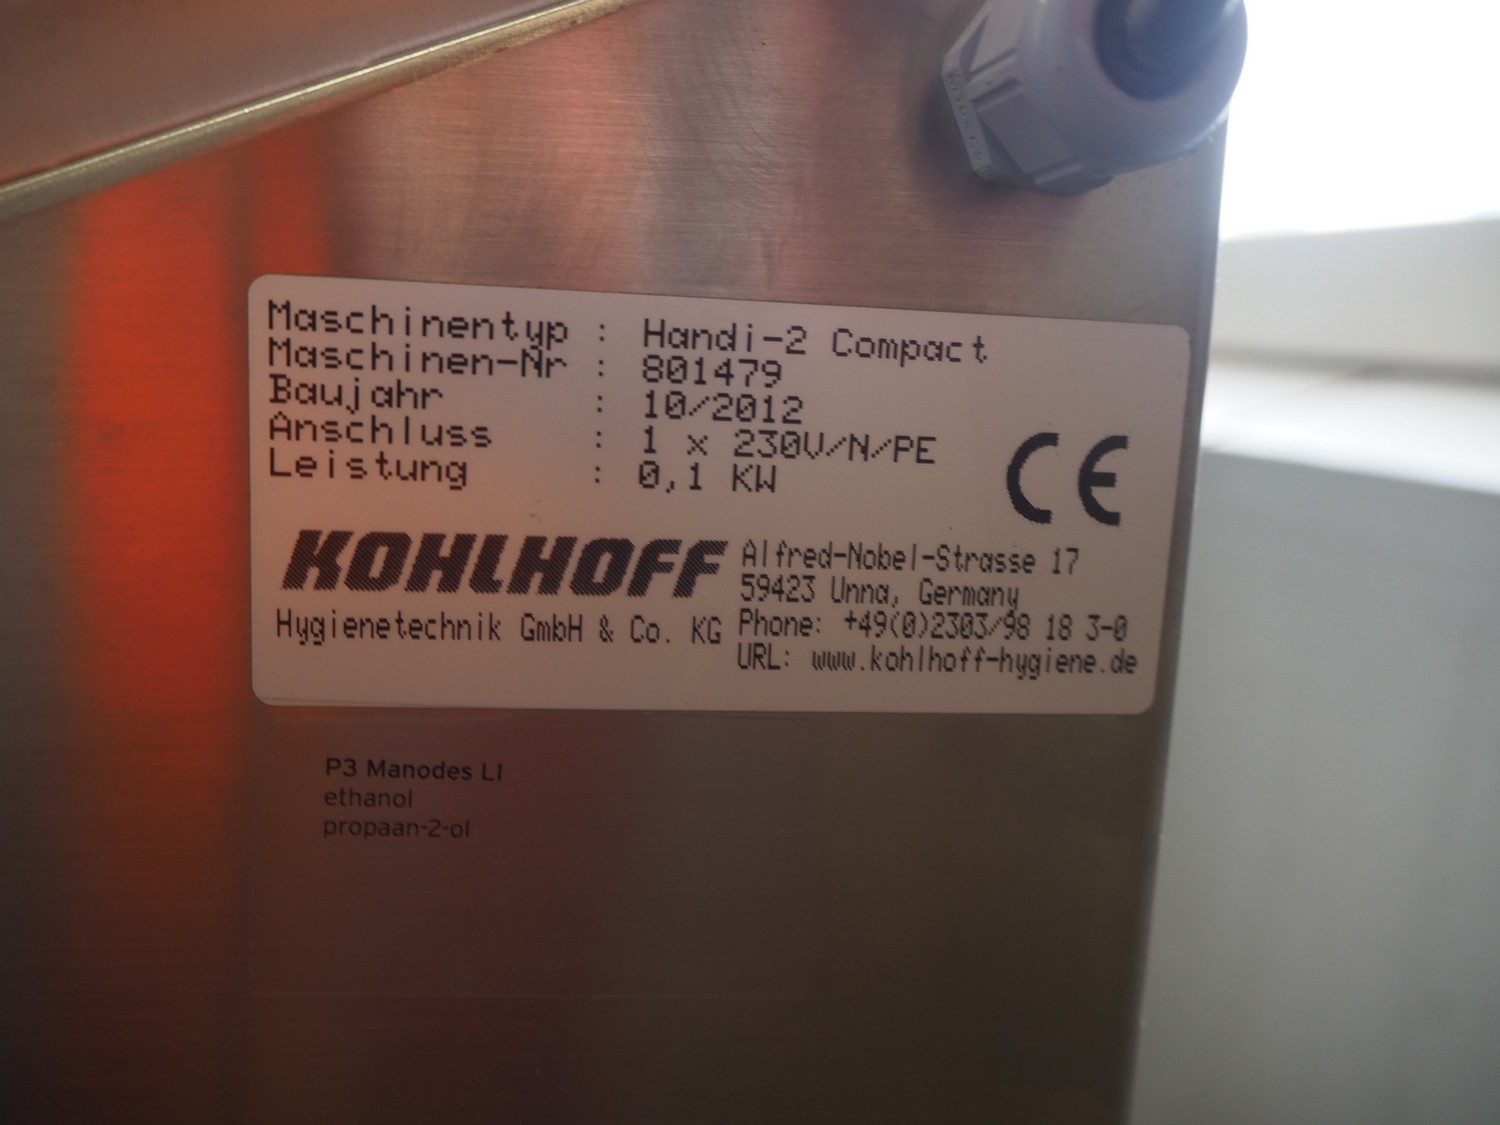 Maschinentyp : Handi-2 Compact
Maschinen-Nr : 801479
Baujahr : 10/2012
Anschluss : 1 x 230V/N/PE
Leistung : 0,1 KW
CE
KOHLHOFF
Hygienetechnik GmbH & Co. KG
Alfred-Nobel-Strasse 17
59423 Unna, Germany
Phone: +49(0)2303/98 18 3-0
URL: www.kohlhoff-hygiene.de
P3 Manodes LI
ethanol
propaan-2-ol